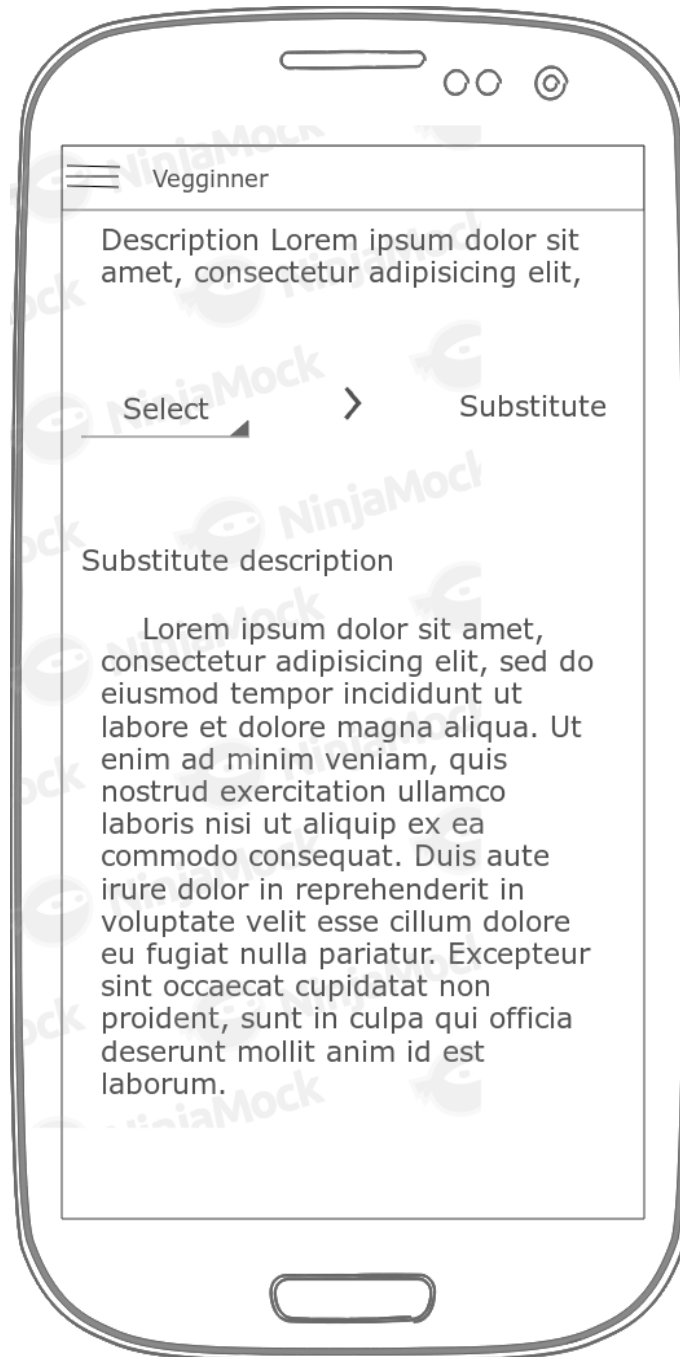 Vegginner
Description Lorem ipsum dolor sit
amet, consectetur adipisicing elit,
Select
Substitute
Substitute description
Lorem ipsum dolor sit amet,
consectetur adipisicing elit, sed do
eiusmod tempor incididunt ut
labore et dolore magna aliqua. Ut
enim ad minim veniam, quis
nostrud exercitation ullamco
laboris nisi ut aliquip ex ea
commodo consequat. Duis aute
irure dolor in reprehenderit in
voluptate velit esse cillum dolore
eu fugiat nulla pariatur. Excepteur
sint occaecat cupidatat non
proident, sunt in culpa qui officia
deserunt mollit anim id est
laborum.
NinjaMock